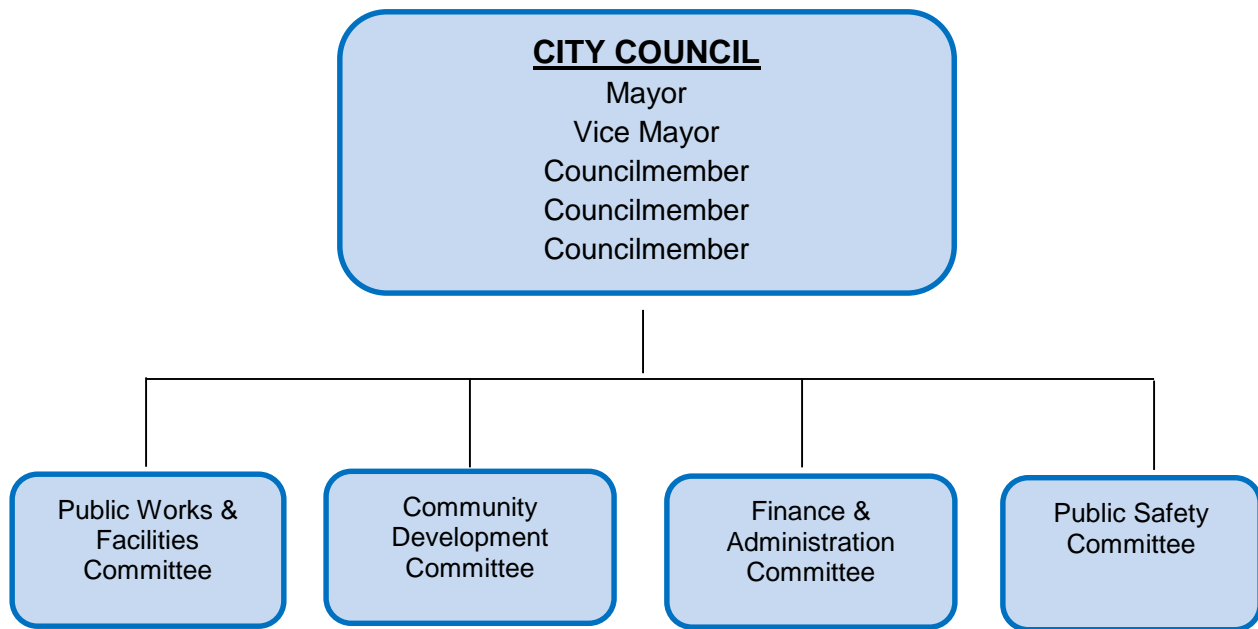 CITY COUNCIL
Mayor
Vice Mayor
Councilmember
Councilmember
Councilmember
Public Works &
Facilities
Committee
Community
Development
Committee
Finance &
Administration
Committee
Public Safety
Committee